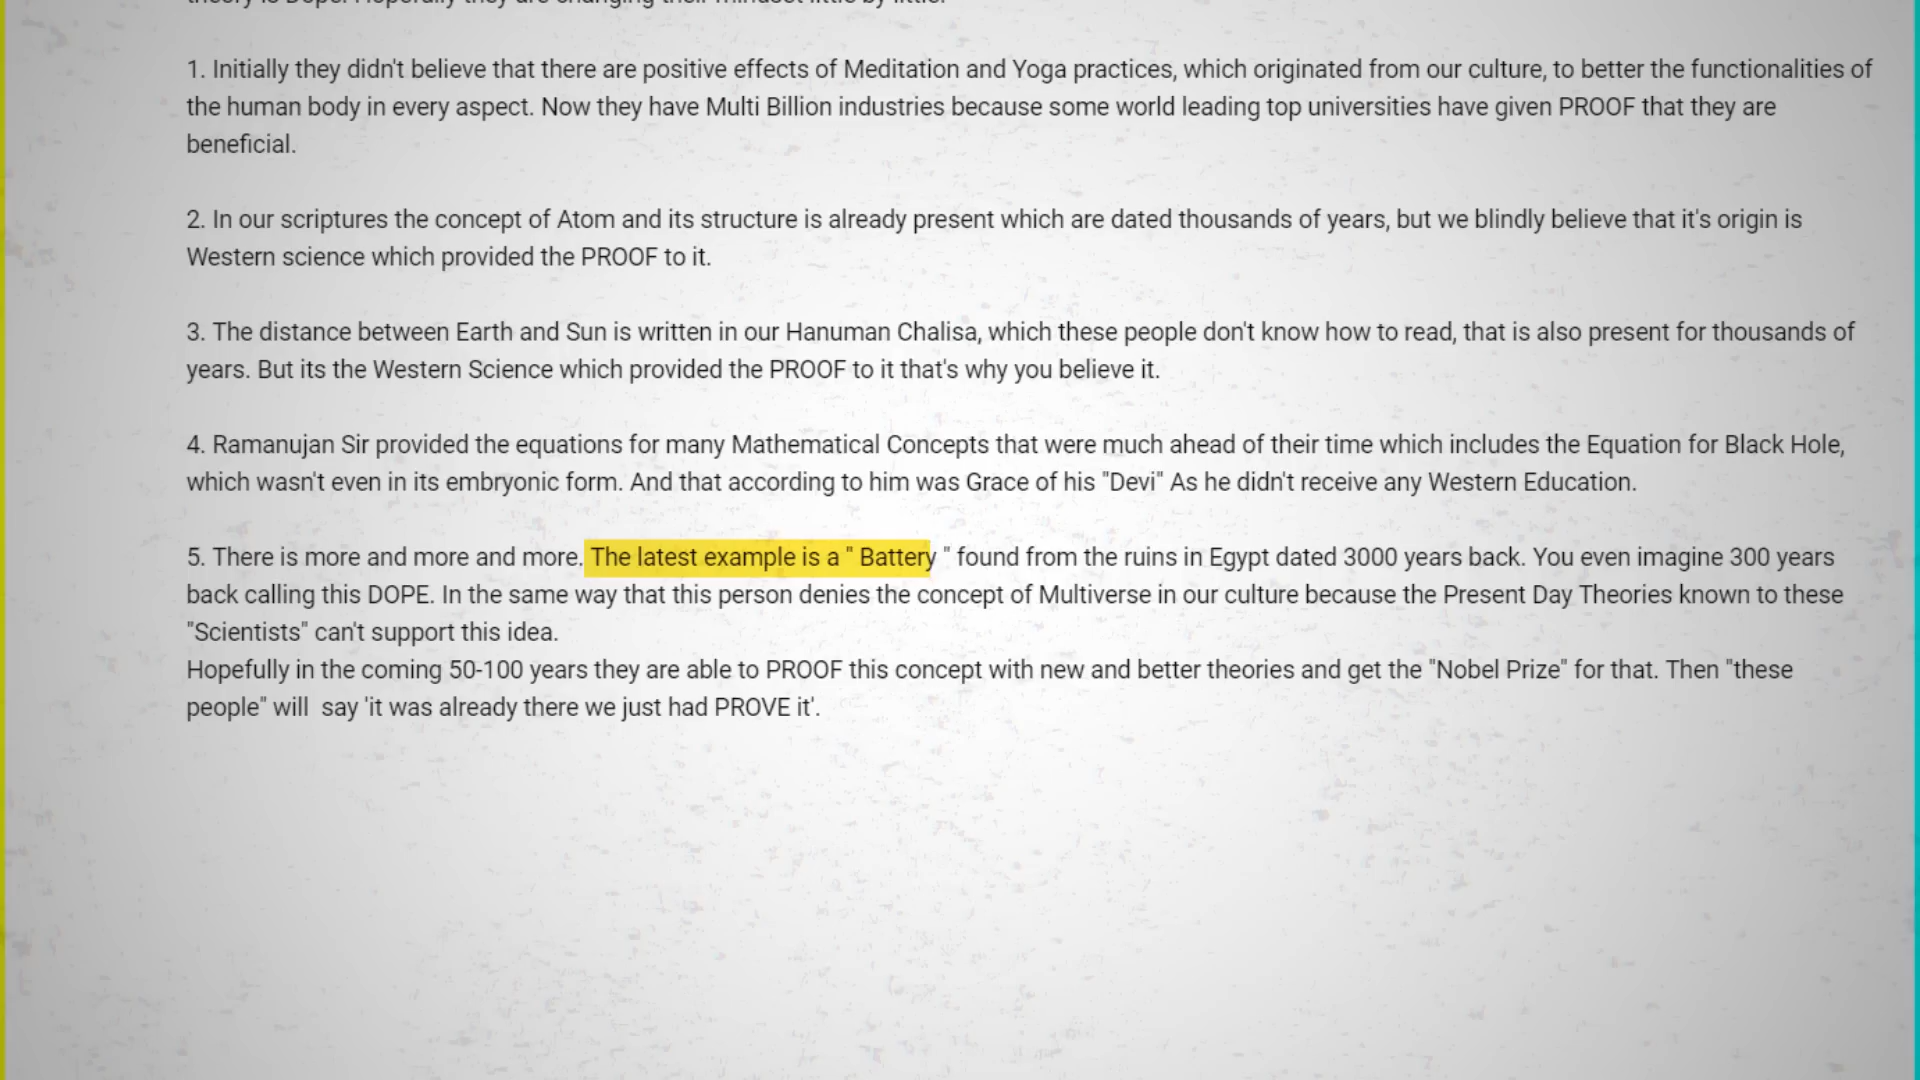 theory is Dope. Hopefully they are changing their mindset little by little.
1. Initially they didn't believe that there are positive effects of Meditation and Yoga practices, which originated from our culture, to better the functionalities of
the human body in every aspect. Now they have Multi Billion industries because some world leading top universities have given PROOF that they are
beneficial.
2. In our scriptures the concept of Atom and its structure is already present which are dated thousands of years, but we blindly believe that it's origin is
Western science which provided the PROOF to it.
3. The distance between Earth and Sun is written in our Hanuman Chalisa, which these people don't know how to read, that is also present for thousands of
years. But its the Western Science which provided the PROOF to it that's why you believe it.
4. Ramanujan Sir provided the equations for many Mathematical Concepts that were much ahead of their time which includes the Equation for Black Hole,
which wasn't even in its embryonic form. And that according to him was Grace of his "Devi" As he didn't receive any Western Education.
5. There is more and more and more. The latest example is a " Battery " found from the ruins in Egypt dated 3000 years back. You even imagine 300 years
back calling this DOPE. In the same way that this person denies the concept of Multiverse in our culture because the Present Day Theories known to these
"Scientists" can't support this idea.
Hopefully in the coming 50-100 years they are able to PROOF this concept with new and better theories and get the "Nobel Prize" for that. Then "these
people" will  say 'it was already there we just had PROVE it'.